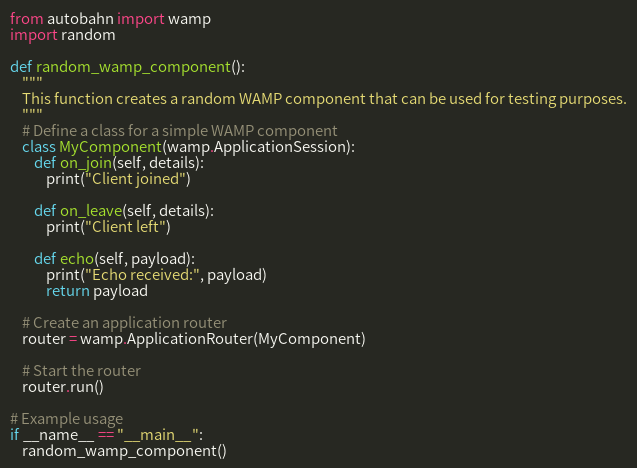 from autobahn import wamp
import random

def random_wamp_component():
    """
    This function creates a random WAMP component that can be used for testing purposes.
    """
    # Define a class for a simple WAMP component
    class MyComponent(wamp.ApplicationSession):
        def on_join(self, details):
            print("Client joined")

        def on_leave(self, details):
            print("Client left")

        def echo(self, payload):
            print("Echo received:", payload)
            return payload

    # Create an application router
    router = wamp.ApplicationRouter(MyComponent)

    # Start the router
    router.run()

# Example usage
if __name__ == "__main__":
    random_wamp_component()